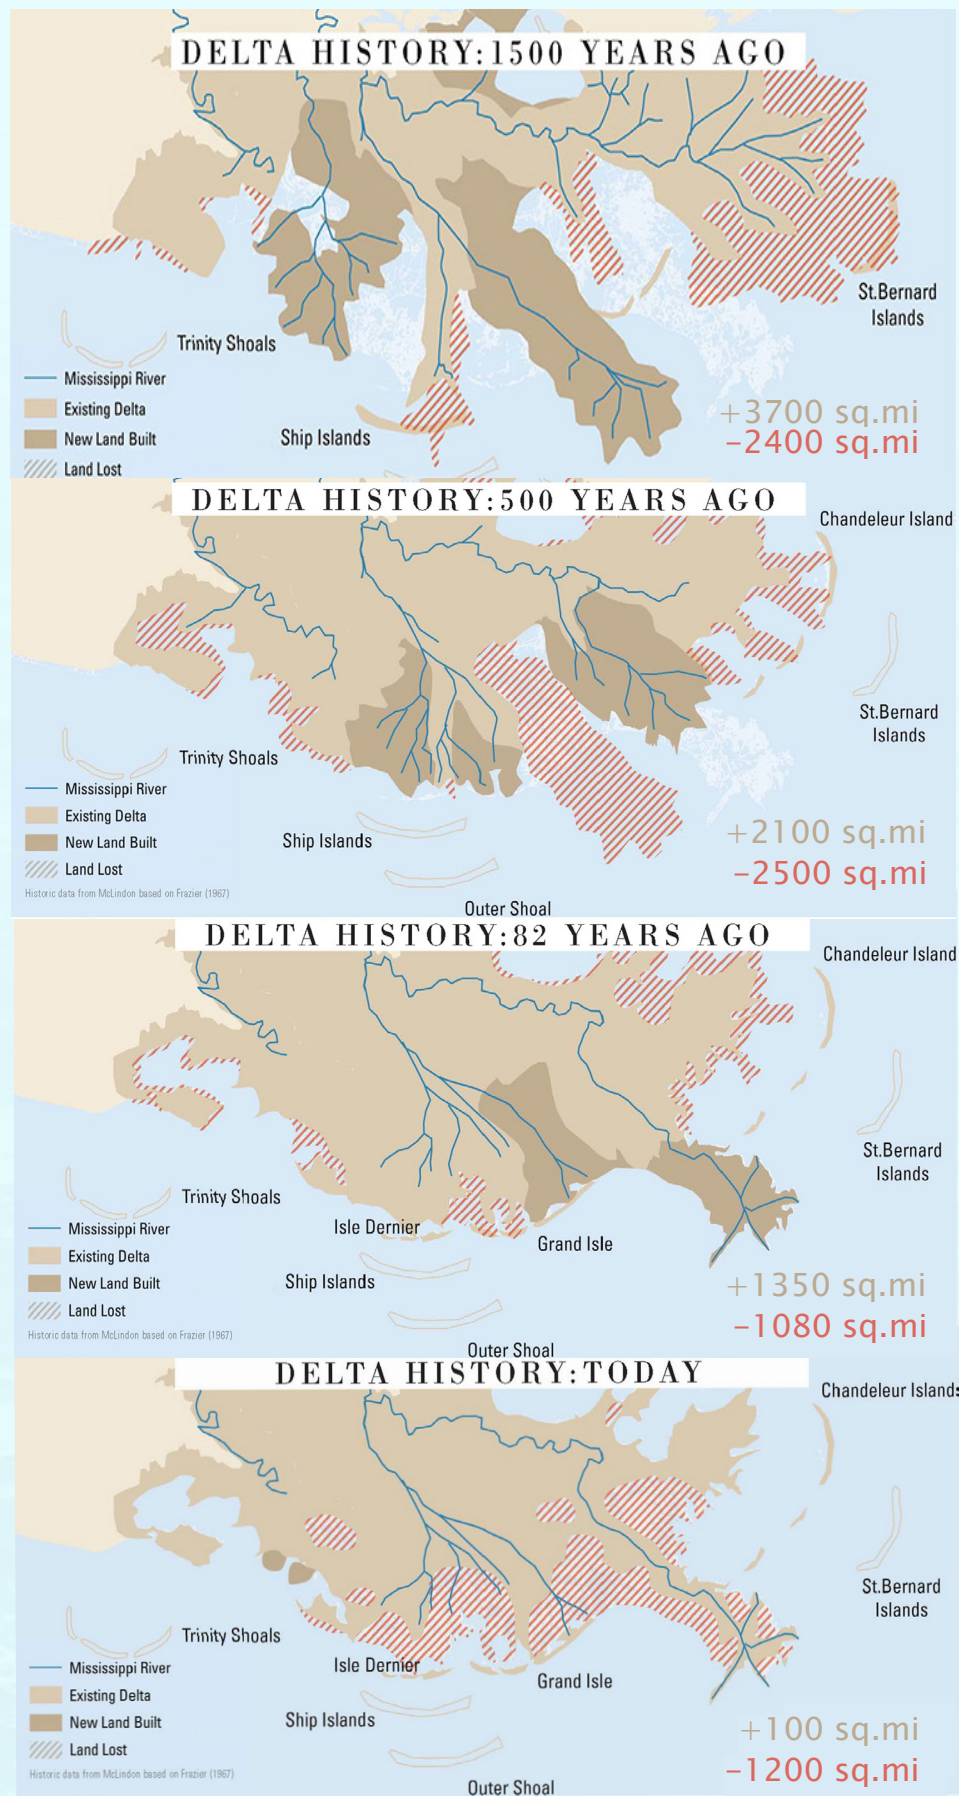 DELTA HISTORY:1500 YEARS AGO
St.Bernard
Islands
Trinity Shoals
Mississippi River
Existing Delta
New Land Built
Land Lost
Ship Islands
+3700 sq.mi
-2400 sq.mi
DELTA HISTORY:500 YEARS AGO
Chandeleur Island
St.Bernard
Islands
Trinity Shoals
Mississippi River
Existing Delta
New Land Built
Land Lost
Historic data from McLindon based on Frazier (1967)
Ship Islands
Outer Shoal
+2100 sq.mi
-2500 sq.mi
DELTA HISTORY:82 YEARS AGO
Chandeleur Island
St.Bernard
Islands
Trinity Shoals
Isle Dernier
Grand Isle
Mississippi River
Existing Delta
New Land Built
Land Lost
Historic data from McLindon based on Frazier (1967)
Ship Islands
Outer Shoal
+1350 sq.mi
-1080 sq.mi
DELTA HISTORY:TODAY
Chandeleur Islands
St.Bernard
Islands
Trinity Shoals
Isle Dernier
Grand Isle
Mississippi River
Existing Delta
New Land Built
Land Lost
Historic data from McLindon based on Frazier (1967)
Ship Islands
Outer Shoal
+100 sq.mi
-1200 sq.mi